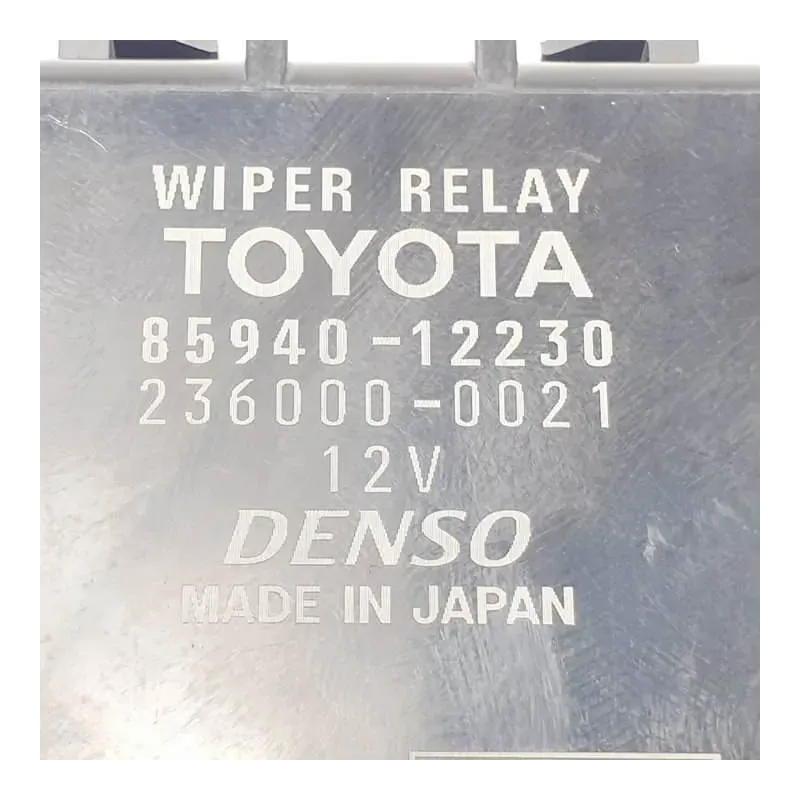 WIPER RELAY
TOYOTA
85940-12230
236000-0021
12V
DENSO
MADE IN JAPAN